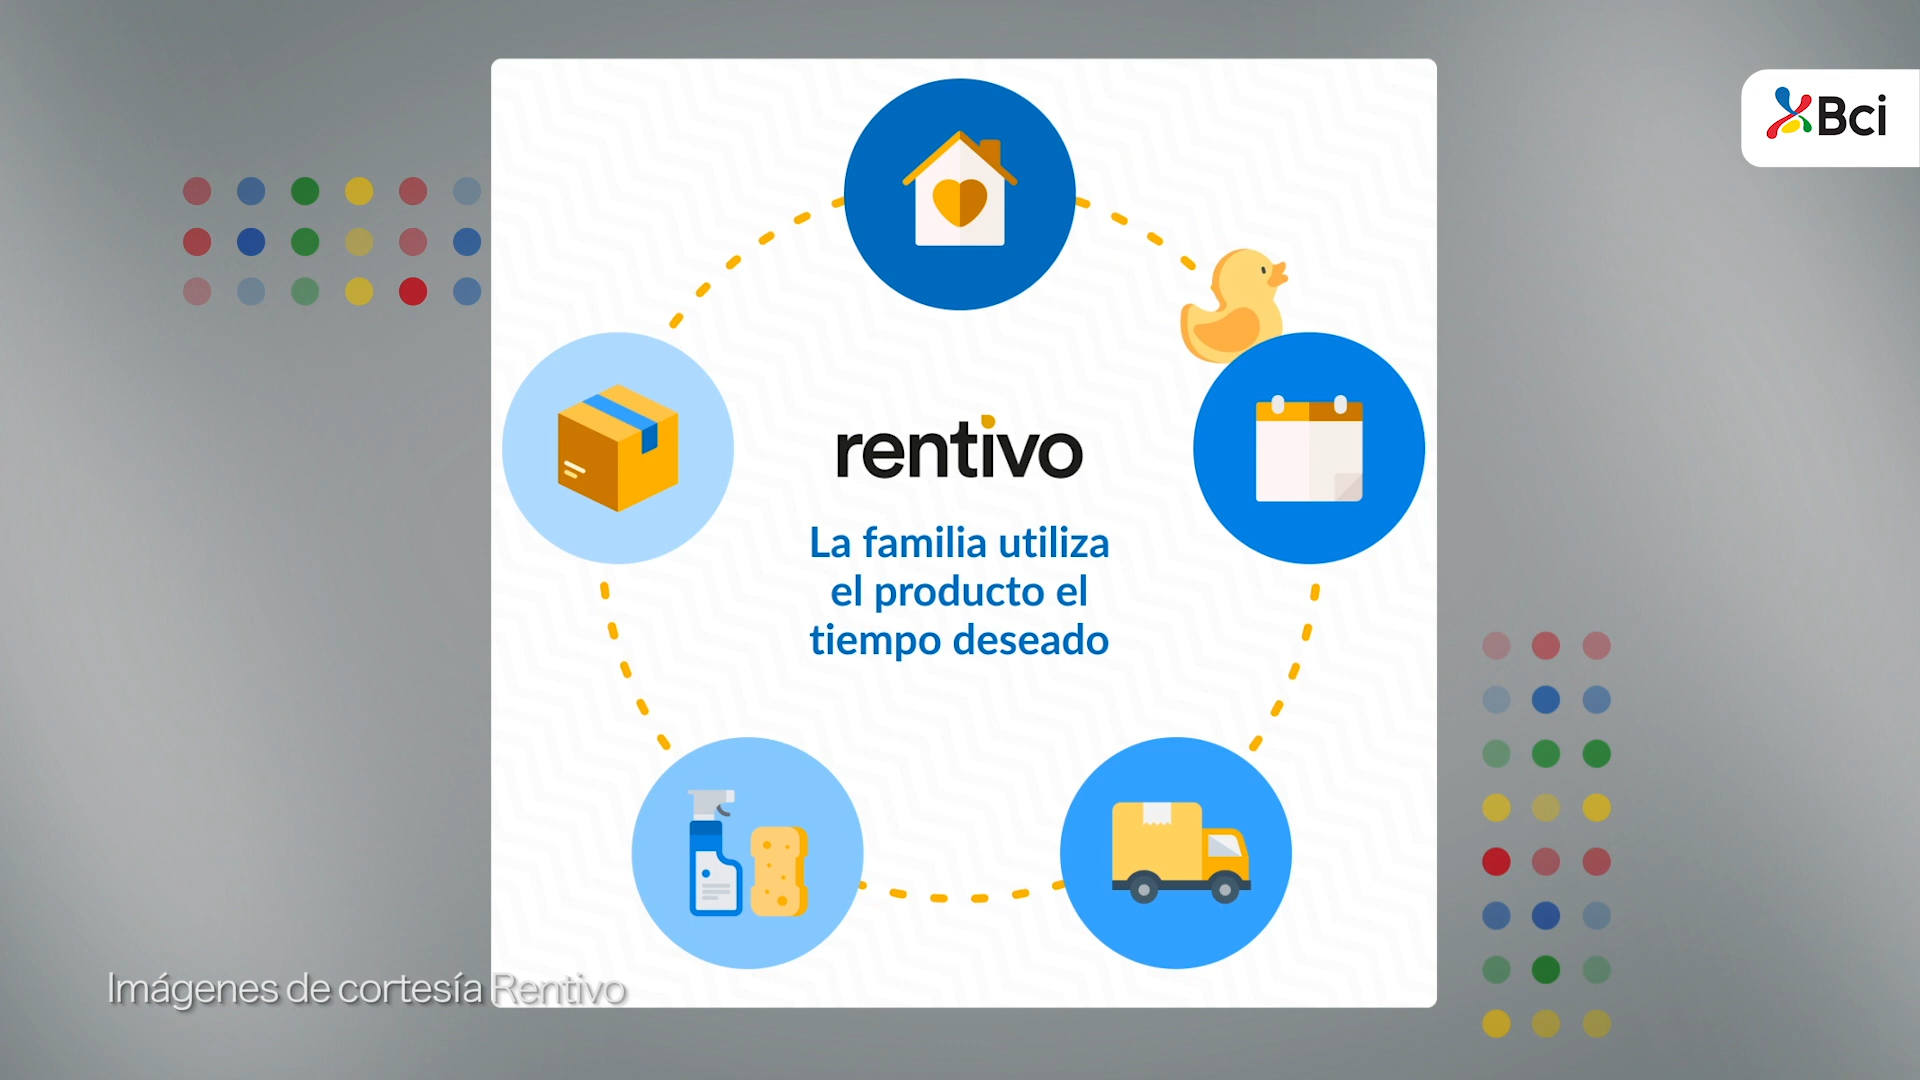 Bci
rentivo
La familia utiliza
el producto el
tiempo deseado
Imágenes de cortesía Rentivo